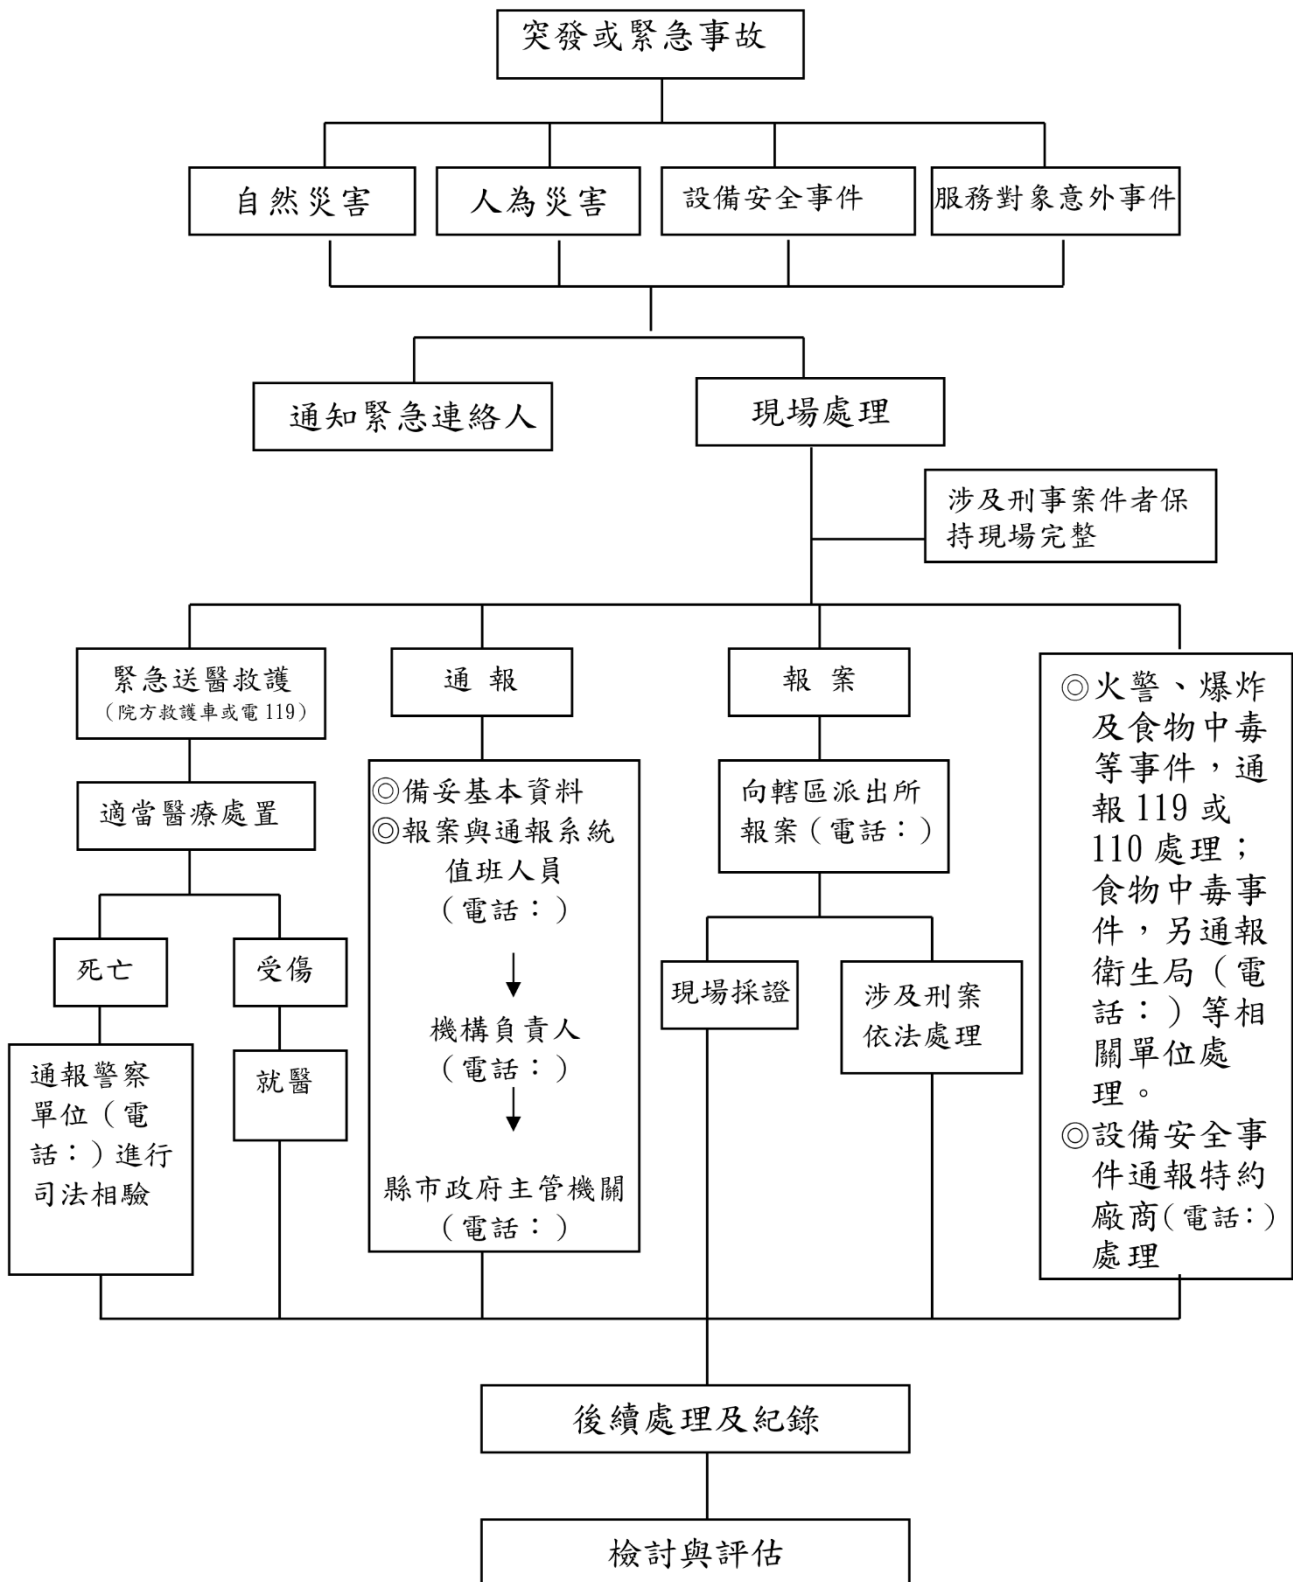 突發或緊急事故
自然災害
人為災害
設備安全事件
服務對象意外事件
通知緊急連絡人
現場處理
涉及刑事案件者保
持現場完整
緊急送醫救護
（院方救護車或電119）
適當醫療處置
死亡
受傷
通報警察
單位（電
話：）進行
司法相驗
就醫
通報
◎備妥基本資料
◎報案與通報系統
值班人員
（電話：）
機構負責人
（電話：）
縣市政府主管機關
（電話：）
報案
向轄區派出所
報案（電話：）
現場採證
涉及刑案
依法處理
◎火警、爆炸
及食物中毒
等事件，通
報119或
110處理；
食物中毒事
件，另通報
衛生局（電
話：）等相
關單位處
理。
◎設備安全事
件通報特約
廠商（電話：）
處理
後續處理及紀錄
檢討與評估